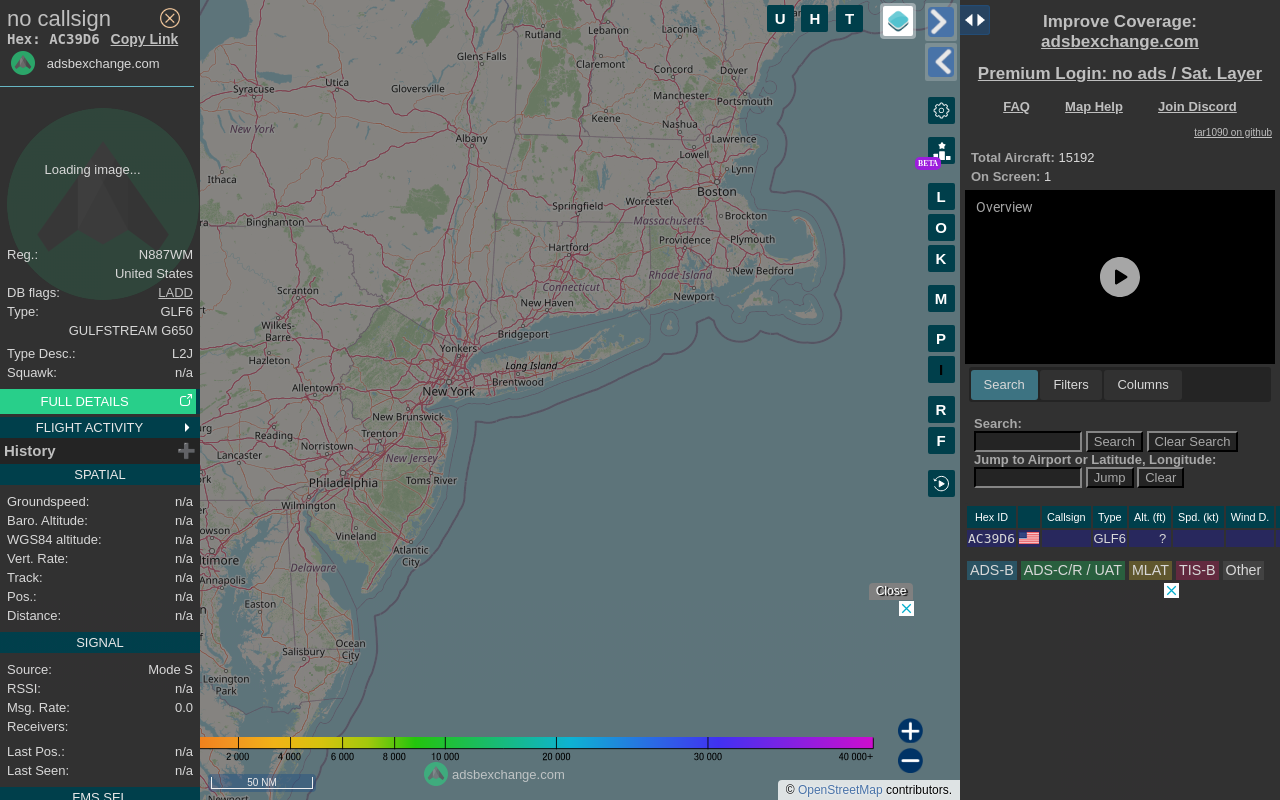 no callsign
Hex: AC39D6 Copy Link
adsbexchange.com
Loading image...
Reg.: N887WM
United States
DB flags: LADD
Type: GLF6
GULFSTREAM G650
Type Desc.: L2J
Squawk: n/a
FULL DETAILS
FLIGHT ACTIVITY
History
SPATIAL
Groundspeed: n/a
Baro. Altitude: n/a
WGS84 altitude: n/a
Vert. Rate: n/a
Track: n/a
Pos.: n/a
Distance: n/a
SIGNAL
Source: Mode S
RSSI: n/a
Msg. Rate: 0.0
Receivers:
Last Pos.: n/a
Last Seen: n/a
FMS SEL
U H T
Rutland
Lebanon
Laconia
Glens Falls
Claremont
Concord
Dover
Utica
Syracuse
Gloversville
Manchester
Portsmouth
Keene
Nashua
New York
Albany
Lawrence
Lowell
Lynn
Ithaca
Boston
Worcester
Springfield
Binghamton
Massachusetts
Brockton
Hartford
Providence
Plymouth
Rhode Island
New Bedford
Connecticut
Scranton
New Haven
Newport
Wilkes-
Barre
Bridgeport
Yonkers
Hazleton
Long Island
Brentwood
Allentown
New York
New Brunswick
Reading
Trenton
Norristown
Lancaster
New Jersey
Philadelphia
Toms River
Wilmington
Vineland
Atlantic
City
Delaware
Annapolis
Easton
Ocean
City
Salisbury
Lexington
Park
BETA
L
O
K
M
P
I
R
F
Close
2 000 4 000 6 000 8 000 10 000 20 000 30 000 40 000+
50 NM
adsbexchange.com
© OpenStreetMap contributors.
Improve Coverage:
adsbexchange.com
Premium Login: no ads / Sat. Layer
FAQ Map Help Join Discord
tar1090 on github
Total Aircraft: 15192
On Screen: 1
Overview
Search Filters Columns
Search:
Search Clear Search
Jump to Airport or Latitude, Longitude:
Jump Clear
Hex ID Callsign Type Alt. (ft) Spd. (kt) Wind D.
AC39D6 GLF6 ?
ADS-B ADS-C/R / UAT MLAT TIS-B Other